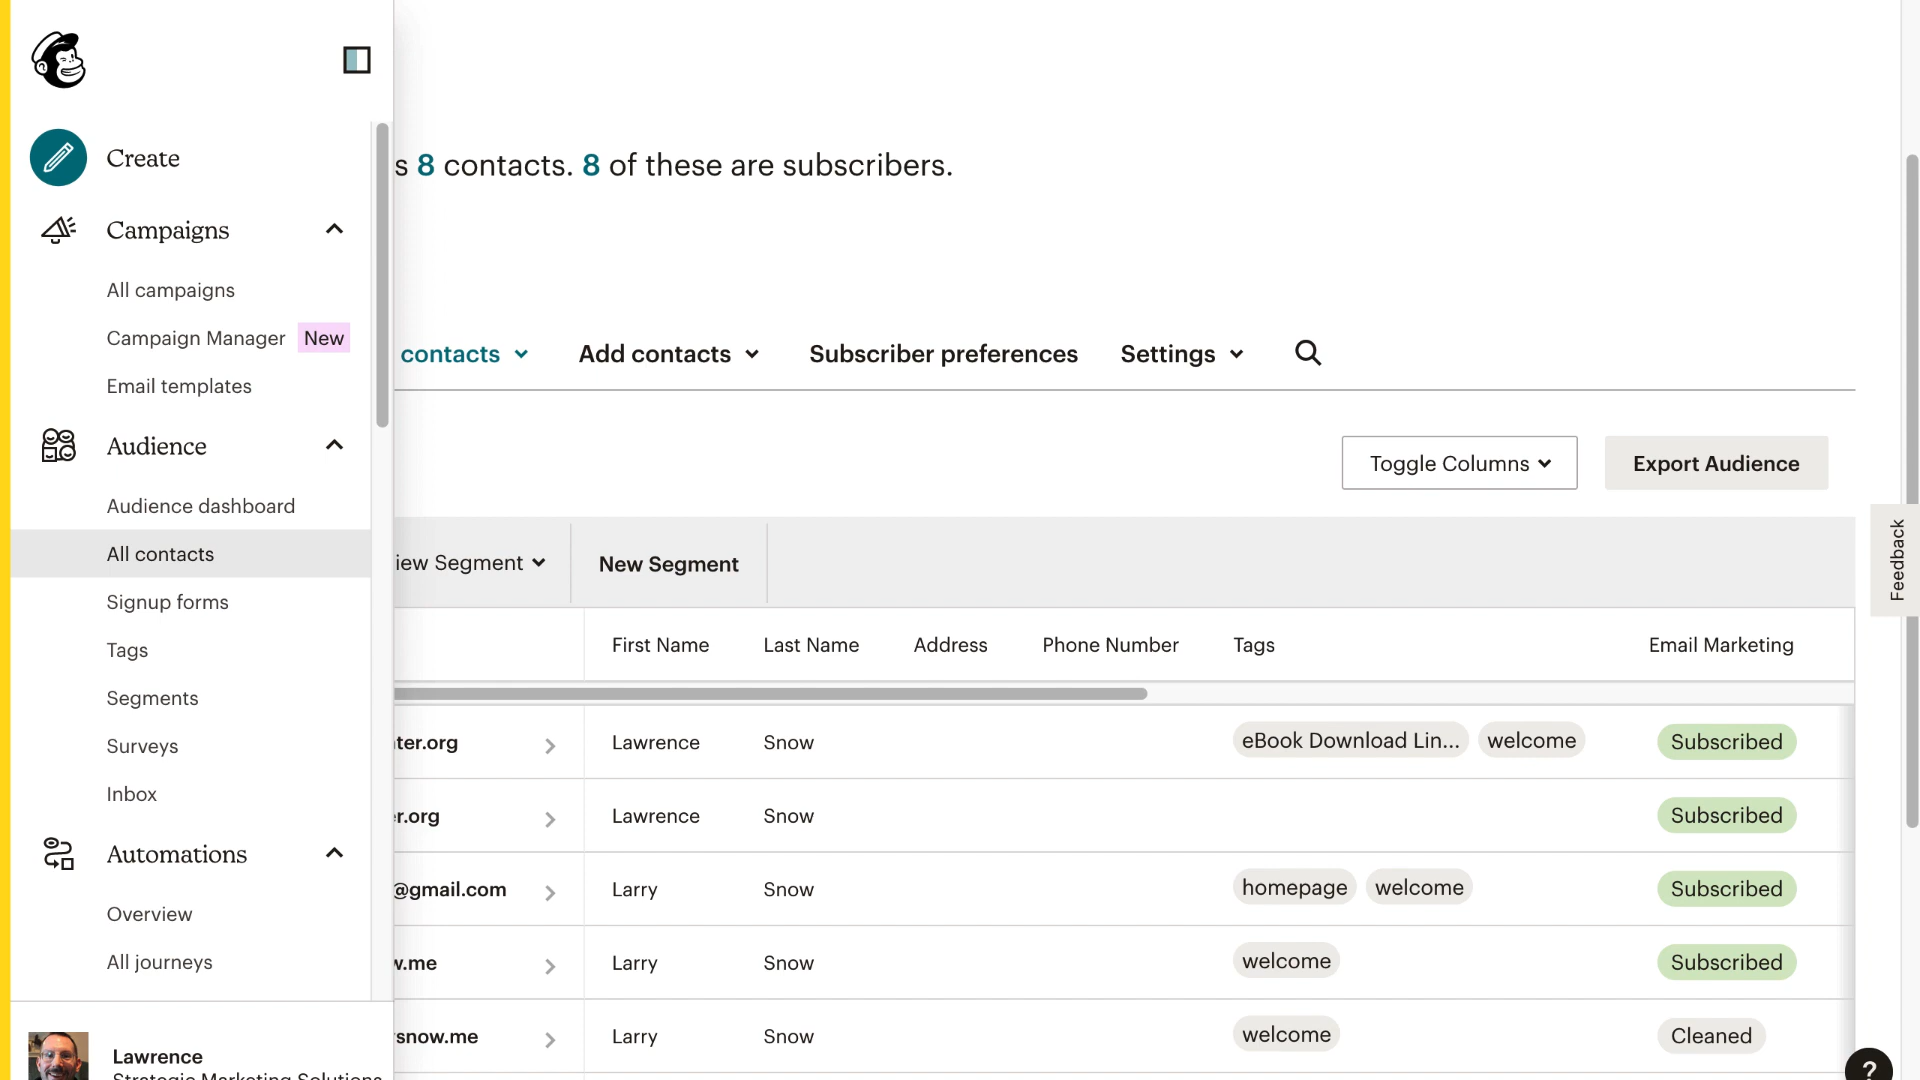 Create
Campaigns
All campaigns
Campaign Manager New
Email templates
Audience
Audience dashboard
All contacts
Signup forms
Tags
Segments
Surveys
Inbox
Automations
Overview
All journeys
Lawrence
Strategic Marketing Solutions
s 8 contacts. 8 of these are subscribers.
contacts Add contacts Subscriber preferences Settings
Toggle Columns Export Audience
iew Segment New Segment
First Name Last Name Address Phone Number Tags Email Marketing
ter.org Lawrence Snow eBook Download Lin... welcome Subscribed
r.org Lawrence Snow Subscribed
@gmail.com Larry Snow homepage welcome Subscribed
w.me Larry Snow welcome Subscribed
snow.me Larry Snow welcome Cleaned
Feedback
?